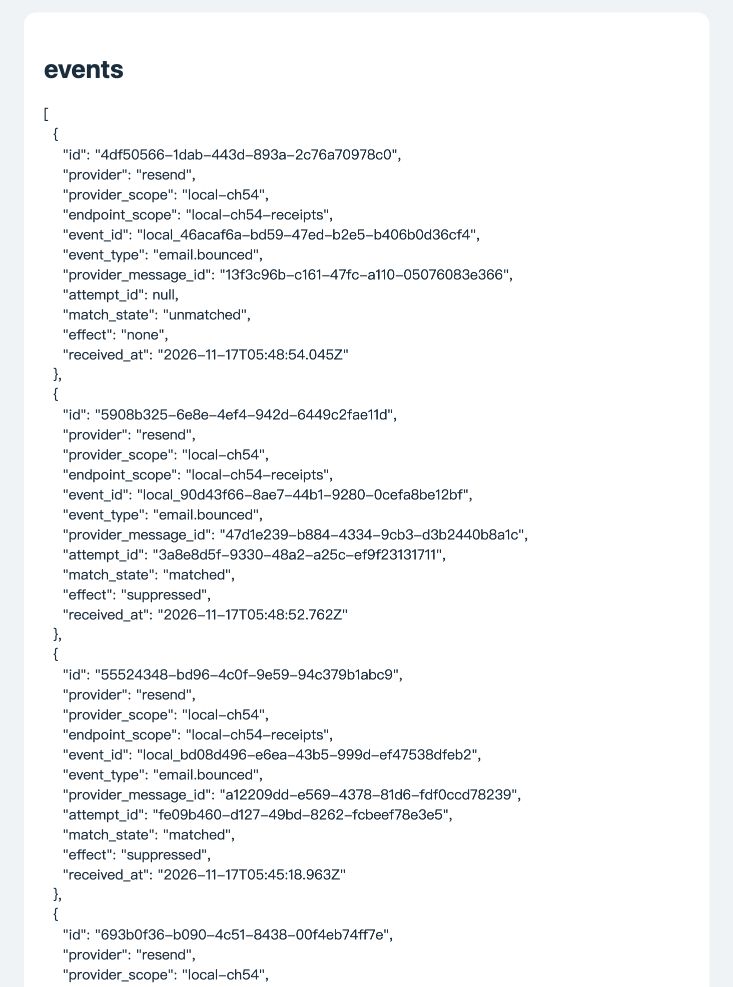 events
[
{
"id": "4df50566-1dab-443d-893a-2c76a70978c0",
"provider": "resend",
"provider_scope": "local-ch54",
"endpoint_scope": "local-ch54-receipts",
"event_id": "local_46acaf6a-bd59-47ed-b2e5-b406b0d36cf4",
"event_type": "email.bounced",
"provider_message_id": "13f3c96b-c161-47fc-a110-05076083e366",
"attempt_id": null,
"match_state": "unmatched",
"effect": "none",
"received_at": "2026-11-17T05:48:54.045Z"
},
{
"id": "5908b325-6e8e-4ef4-942d-6449c2fae11d",
"provider": "resend",
"provider_scope": "local-ch54",
"endpoint_scope": "local-ch54-receipts",
"event_id": "local_90d43f66-8ae7-44b1-9280-0cefa8be12bf",
"event_type": "email.bounced",
"provider_message_id": "47d1e239-b884-4334-9cb3-d3b2440b8a1c",
"attempt_id": "3a8e8d5f-9330-48a2-a25c-ef9f23131711",
"match_state": "matched",
"effect": "suppressed",
"received_at": "2026-11-17T05:48:52.762Z"
},
{
"id": "55524348-bd96-4c0f-9e59-94c379b1abc9",
"provider": "resend",
"provider_scope": "local-ch54",
"endpoint_scope": "local-ch54-receipts",
"event_id": "local_bd08d496-e6ea-43b5-999d-ef47538dfeb2",
"event_type": "email.bounced",
"provider_message_id": "a12209dd-e569-4378-81d6-fdf0ccd78239",
"attempt_id": "fe09b460-d127-49bd-8262-fcbeef78e3e5",
"match_state": "matched",
"effect": "suppressed",
"received_at": "2026-11-17T05:45:18.963Z"
},
{
"id": "693b0f36-b090-4c51-8438-00f4eb74ff7e",
"provider": "resend",
"provider_scope": "local-ch54",